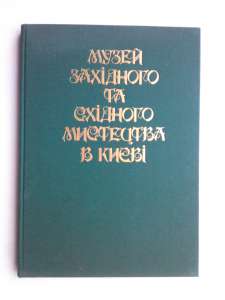 МУЗЕЙ
ЗАХІДНОГО
ТА
СХІДНОГО
МИСТЕЦТВА
В КИЄВІ